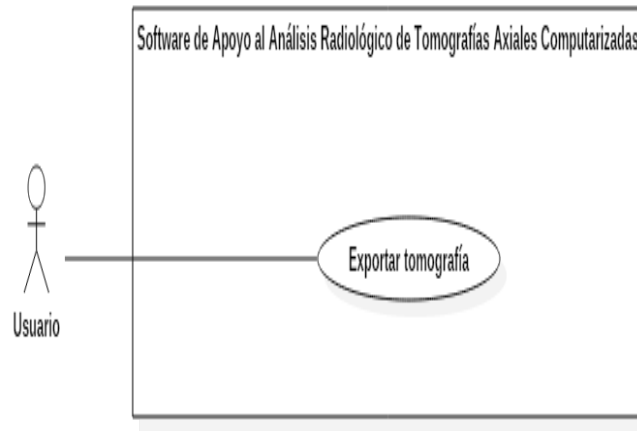 Software de Apoyo al Análisis Radiológico de Tomografías Axiales Computarizadas
Exportar tomografía
Usuario